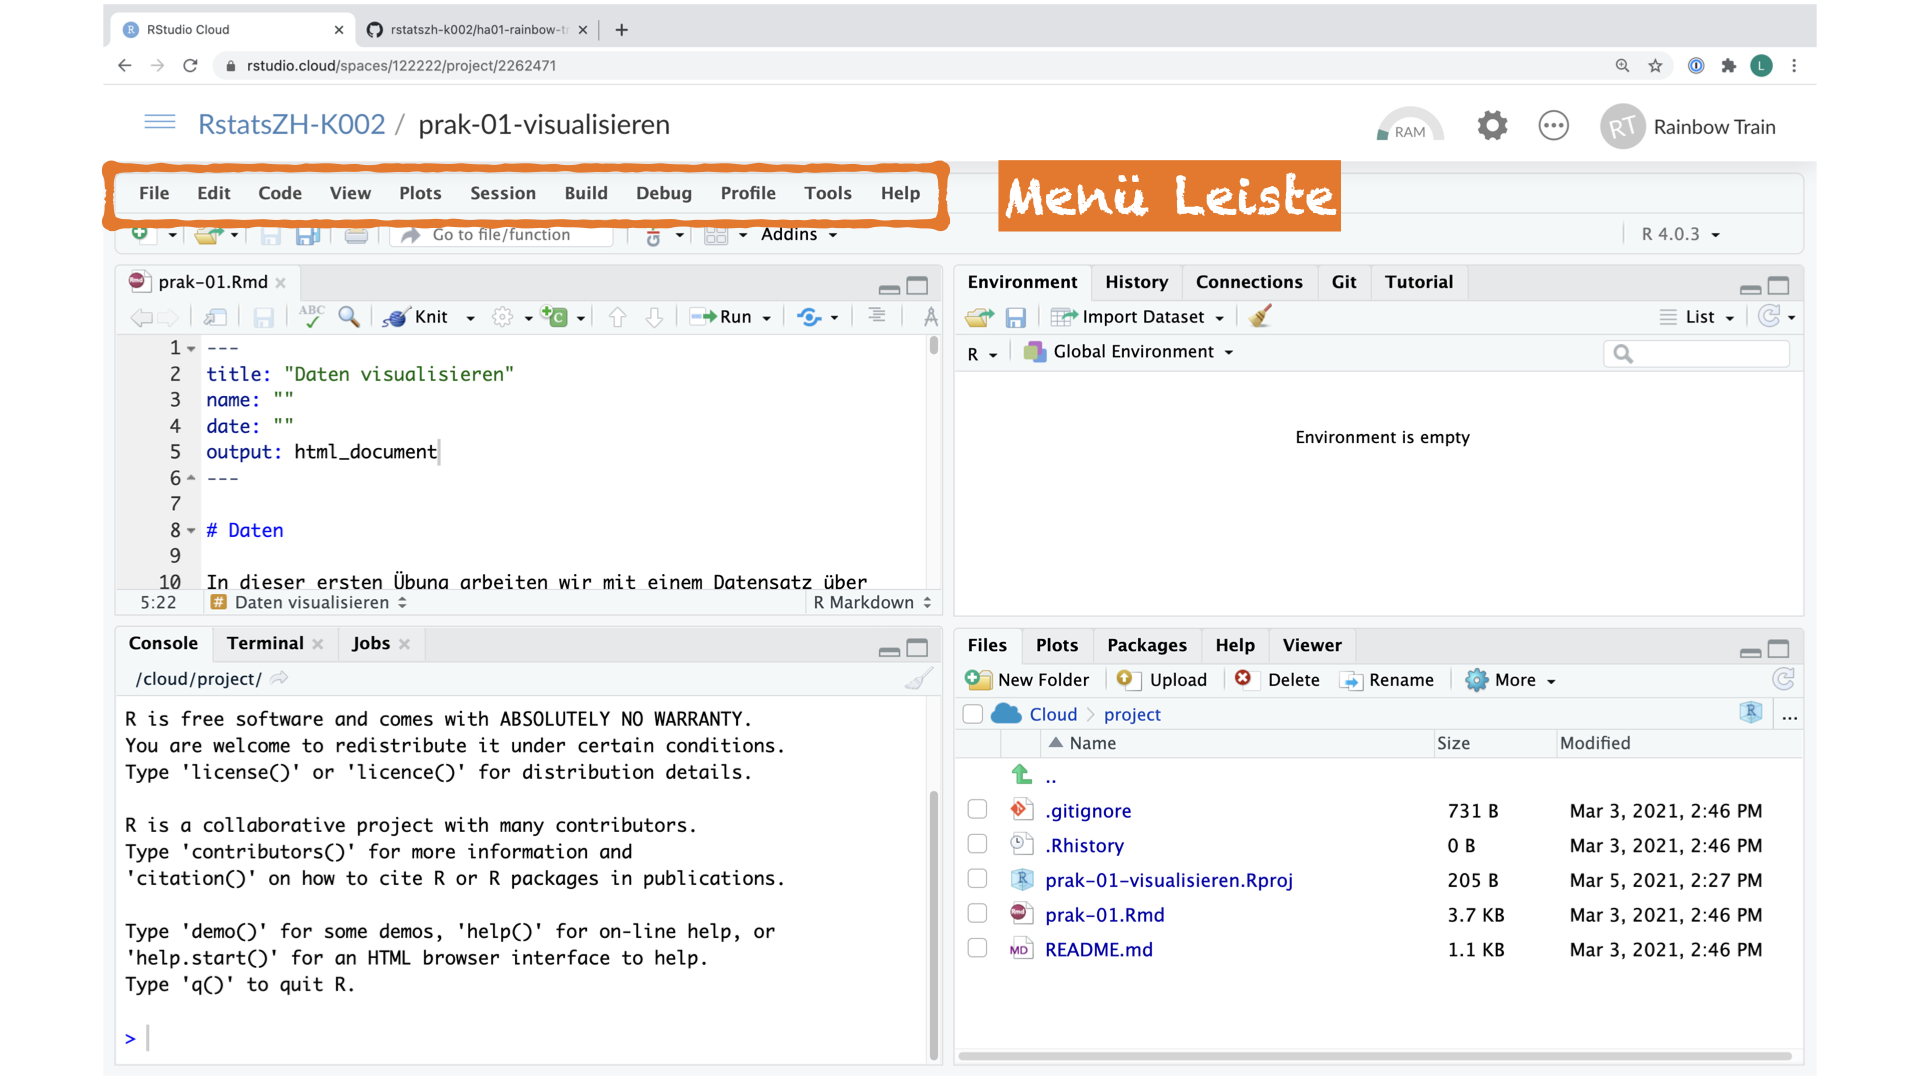 RStudio Cloud
rstatszh-k002/ha01-rainbow-tr
rstudio.cloud/spaces/122222/project/2262471
L
RstatsZH-K002 / prak-01-visualisieren
RAM
RT
Rainbow Train
File Edit Code View Plots Session Build Debug Profile Tools Help
Menü Leiste
Go to file/function
Addins
R 4.0.3
prak-01.Rmd
ABC
Knit
Run
1 ---
2 title: "Daten visualisieren"
3 name: ""
4 date: ""
5 output: html_document
6 ---
7
8 # Daten
9
10 In dieser ersten Übung arbeiten wir mit einem Datensatz über
5:22 # Daten visualisieren R Markdown
Environment History Connections Git Tutorial
Import Dataset List
R Global Environment
Environment is empty
Console Terminal Jobs
/cloud/project/
R is free software and comes with ABSOLUTELY NO WARRANTY.
You are welcome to redistribute it under certain conditions.
Type 'license()' or 'licence()' for distribution details.
R is a collaborative project with many contributors.
Type 'contributors()' for more information and
'citation()' on how to cite R or R packages in publications.
Type 'demo()' for some demos, 'help()' for on-line help, or
'help.start()' for an HTML browser interface to help.
Type 'q()' to quit R.
>
Files Plots Packages Help Viewer
New Folder Upload Delete Rename More
Cloud project ...
Name Size Modified
..
.gitignore 731 B Mar 3, 2021, 2:46 PM
.Rhistory 0 B Mar 3, 2021, 2:46 PM
prak-01-visualisieren.Rproj 205 B Mar 5, 2021, 2:27 PM
prak-01.Rmd 3.7 KB Mar 3, 2021, 2:46 PM
MD README.md 1.1 KB Mar 3, 2021, 2:46 PM